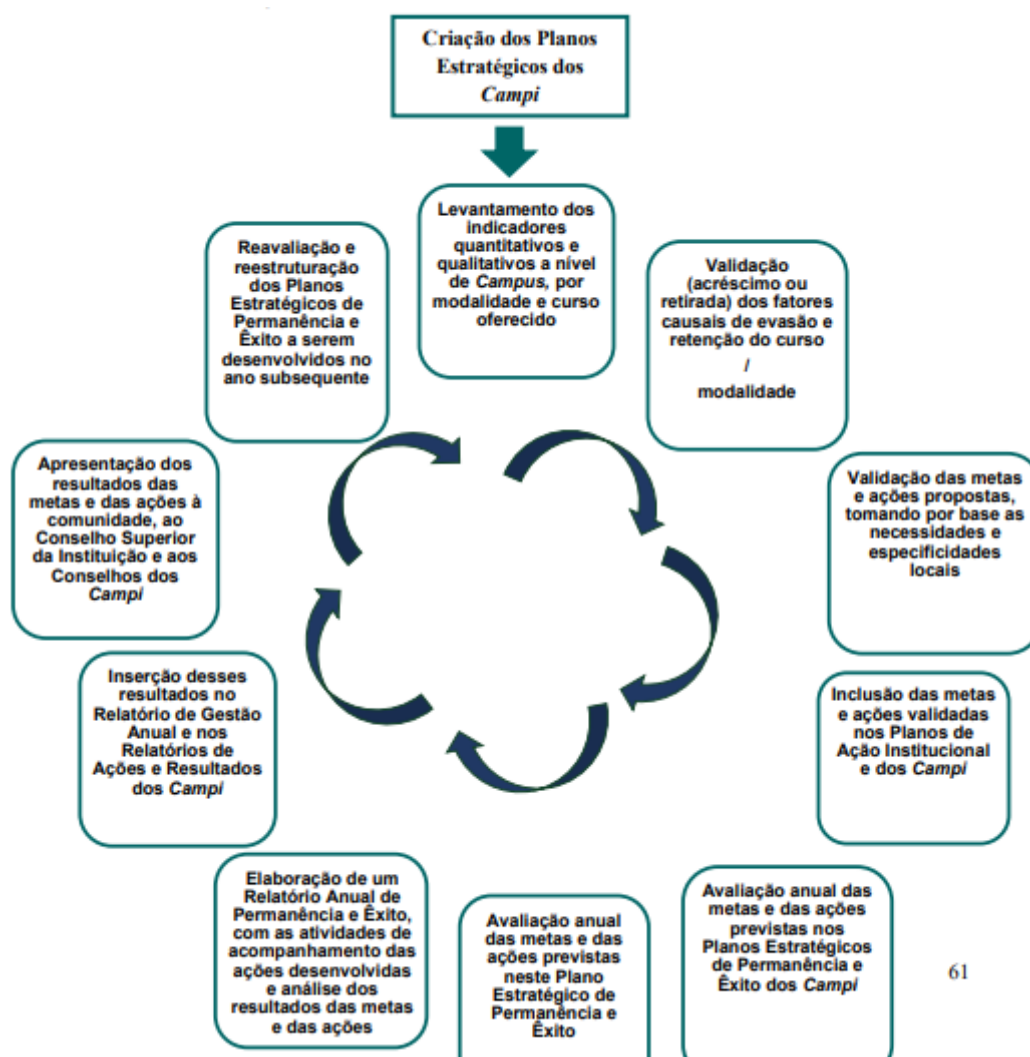 Criação dos Planos
Estratégicos dos
Campi
Levantamento dos
indicadores
quantitativos e
qualitativos a nível
de Campus, por
modalidade e curso
oferecido
Validação
(acréscimo ou
retirada) dos fatores
causais de evasão e
retenção do curso
/
modalidade
Validação das metas
e ações propostas,
tomando por base as
necessidades e
especificidades
locais
Inclusão das metas
e ações validadas
nos Planos de
Ação Institucional
e dos Campi
Avaliação anual das
metas e das ações
previstas nos
Planos Estratégicos
de Permanência e
Êxito dos Campi
Avaliação anual
das metas e das
ações previstas
neste Plano
Estratégico de
Permanência e
Êxito
Elaboração de um
Relatório Anual de
Permanência e Êxito,
com as atividades de
acompanhamento das
ações desenvolvidas
e análise dos
resultados das metas
e das ações
Inserção desses
resultados no
Relatório de Gestão
Anual e nos
Relatórios de
Ações e Resultados
dos Campi
Apresentação dos
resultados das
metas e das ações à
comunidade, ao
Conselho Superior
da Instituição e aos
Conselhos dos
Campi
Reavaliação e
reestruturação
dos Planos
Estratégicos de
Permanência e
Êxito a serem
desenvolvidos no
ano subsequente
61